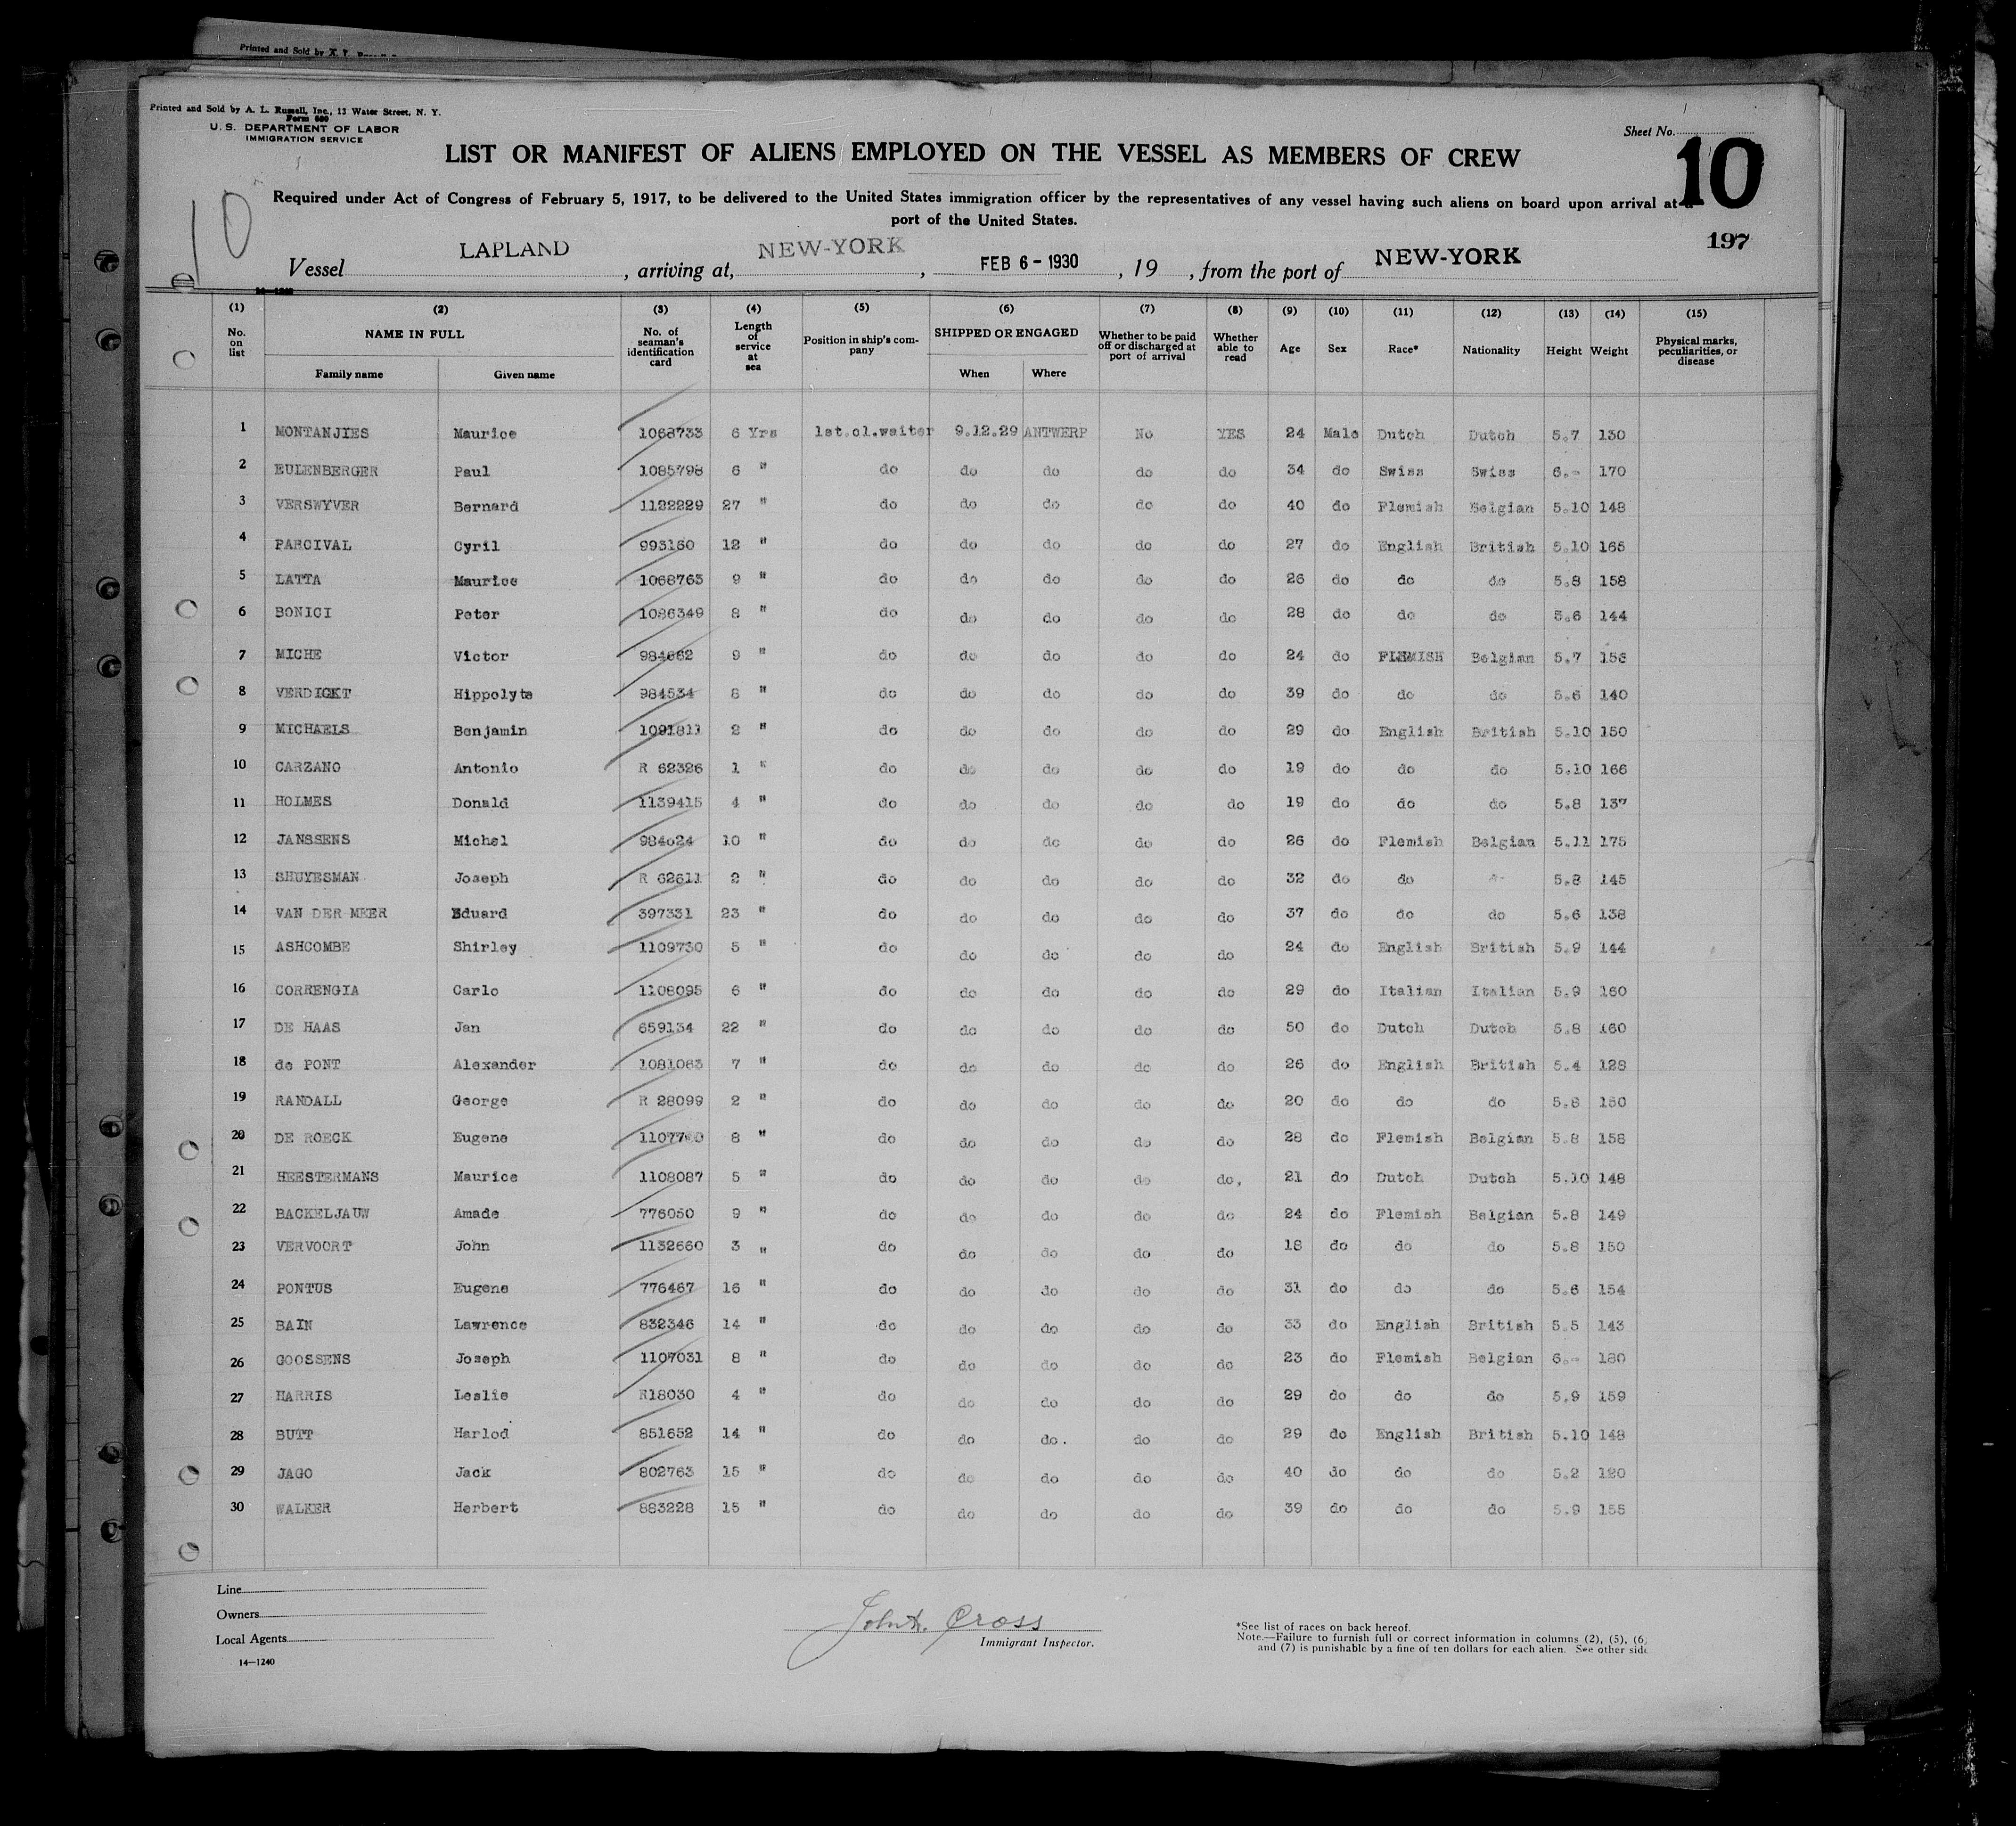 Printed and Sold by A. L.
Printed and Sold by A. L. Russell, Inc., 13 Water Street, N. Y.
Form 680
U. S. DEPARTMENT OF LABOR
IMMIGRATION SERVICE
Sheet No.
10
LIST OR MANIFEST OF ALIENS EMPLOYED ON THE VESSEL AS MEMBERS OF CREW
10
Required under Act of Congress of February 5, 1917, to be delivered to the United States immigration officer by the representatives of any vessel having such aliens on board upon arrival at a
port of the United States.
197
Vessel LAPLAND, arriving at, NEW-YORK, FEB 6 - 1930, 19 , from the port of NEW-YORK
14—1240
(1) (2) (3) (4) (5) (6) (7) (8) (9) (10) (11) (12) (13) (14) (15)
No. on list NAME IN FULL Family name Given name No. of seaman's identification card Length of service at sea Position in ship's company SHIPPED OR ENGAGED When Where Whether to be paid off or discharged at port of arrival Whether able to read Age Sex Race* Nationality Height Weight Physical marks, peculiarities, or disease
1 MONTANJIES Maurice 1068733 6 Yrs 1st.cl.waiter 9.12.29 ANTWERP No YES 24 Male Dutch Dutch 5.7 130
2 EULENBERGER Paul 1085798 6 " do do do do do 34 do Swiss Swiss 6.- 170
3 VERSWYVER Bernard 1122229 27 " do do do do do 40 do Flemish Belgian 5.10 148
4 PARCIVAL Cyril 993160 12 " do do do do do 27 do English British 5.10 165
5 LATTA Maurice 1068763 9 " do do do do do 26 do do do 5.8 158
6 BONICI Peter 1086349 8 " do do do do do 28 do do do 5.6 144
7 MICHE Victor 984662 9 " do do do do do 24 do FLEMISH Belgian 5.7 156
8 VERDICKT Hippolyte 984534 8 " do do do do do 39 do do do 5.6 140
9 MICHAELS Benjamin 1091811 2 " do do do do do 29 do English British 5.10 150
10 CARZANO Antonio R 62326 1 " do do do do do 19 do do do 5.10 166
11 HOLMES Donald 1139415 4 " do do do do do 19 do do do 5.8 137
12 JANSSENS Michel 984024 10 " do do do do do 26 do Flemish Belgian 5.11 175
13 SHUYESMAN Joseph R 62611 2 " do do do do do 32 do do 5.8 145
14 VAN DER MEER Eduard 397331 23 " do do do do do 37 do do do 5.6 138
15 ASHCOMBE Shirley 1109730 5 " do do do do do 24 do English British 5.9 144
16 CORRENGIA Carlo 1108095 6 " do do do do do 29 do Italian Italian 5.9 160
17 DE HAAS Jan 659134 22 " do do do do do 50 do Dutch Dutch 5.8 160
18 de PONT Alexander 1081063 7 " do do do do do 26 do English British 5.4 128
19 RANDALL George R 28099 2 " do do do do do 20 do do do 5.8 150
20 DE ROECK Eugene 8 " do do do do do 28 do Flemish Belgian 5.8 158
21 HEESTERMANS Maurice 1108087 5 " do do do do do, 21 do Dutch Dutch 5.10 148
22 BACKELJAUW Amade 776050 9 " do do do do do 24 do Flemish Belgian 5.8 149
23 VERVOORT John 1132660 3 " do do do do do 18 do do do 5.8 150
24 PONTUS Eugene 776467 16 " do do do do do 31 do do do 5.6 154
25 BAIN Lawrence 832346 14 " do do do do do 33 do English British 5.5 143
26 GOOSSENS Joseph 1107031 8 " do do do do do 23 do Flemish Belgian 6.- 180
27 HARRIS Leslie R18030 4 " do do do do do 29 do do do 5.9 159
28 BUTT Harlod 851652 14 " do do do. do do 29 do English British 5.10 148
29 JAGO Jack 802763 15 " do do do do do 40 do do do 5.2 120
30 WALKER Herbert 883228 15 " do do do do do 39 do do do 5.9 155
Line
Owners
Local Agents
14—1240
John Cross
Immigrant Inspector.
*See list of races on back hereof.
Note.—Failure to furnish full or correct information in columns (2), (5), (6)
and (7) is punishable by a fine of ten dollars for each alien. See other side